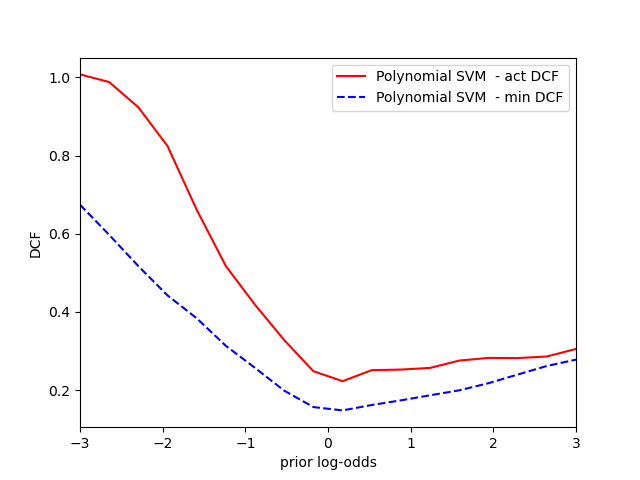 Polynomial SVM  - act DCF
Polynomial SVM  - min DCF
DCF
1.0
0.8
0.6
0.4
0.2
−3 −2 −1 0 1 2 3
prior log-odds